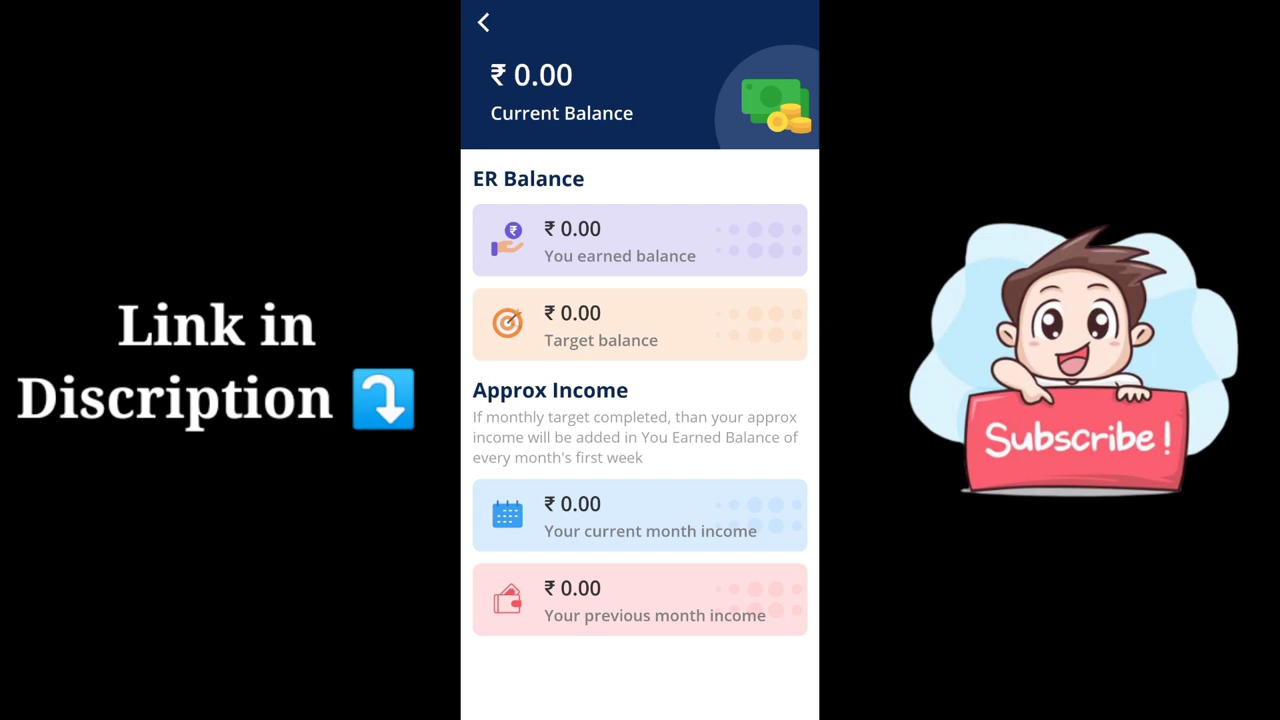 ₹ 0.00
Current Balance
ER Balance
₹ 0.00
You earned balance
₹ 0.00
Target balance
Approx Income
If monthly target completed, than your approx
income will be added in You Earned Balance of
every month's first week
₹ 0.00
Your current month income
₹ 0.00
Your previous month income
Link in
Discription ⤵️
Subscribe !